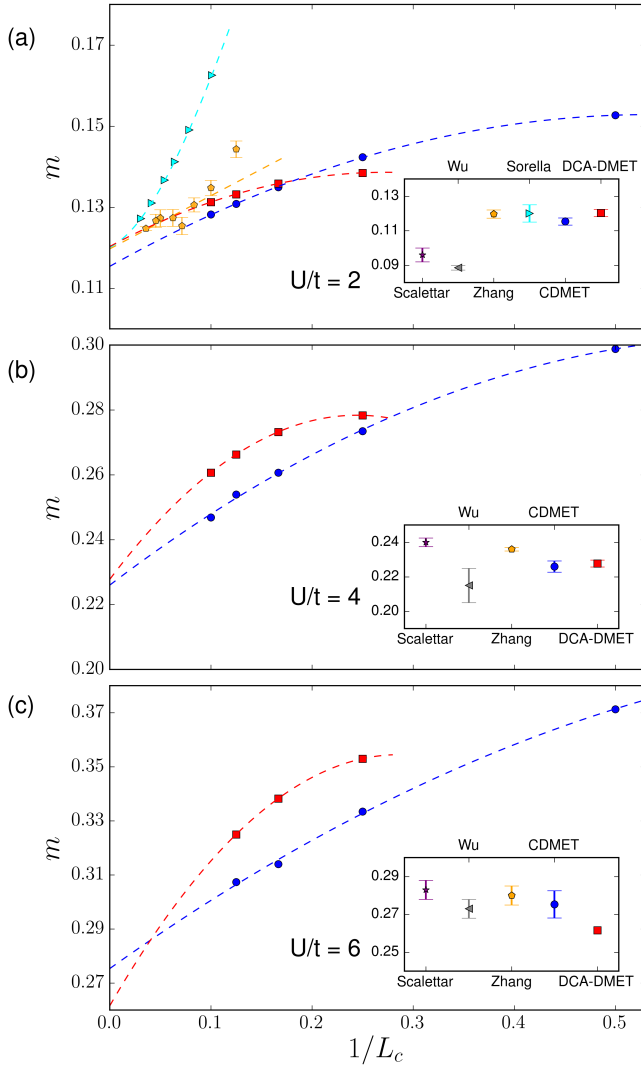 (a)
m
0.17
0.15
0.13
0.11
U/t = 2
Wu Sorella DCA-DMET
0.13
0.11
0.09
Scalettar Zhang CDMET
(b)
m
0.30
0.28
0.26
0.24
0.22
0.20
U/t = 4
Wu CDMET
0.24
0.22
0.20
Scalettar Zhang DCA-DMET
(c)
m
0.37
0.35
0.33
0.31
0.29
0.27
U/t = 6
Wu CDMET
0.29
0.27
0.25
Scalettar Zhang DCA-DMET
0.0 0.1 0.2 0.3 0.4 0.5
1/L_c